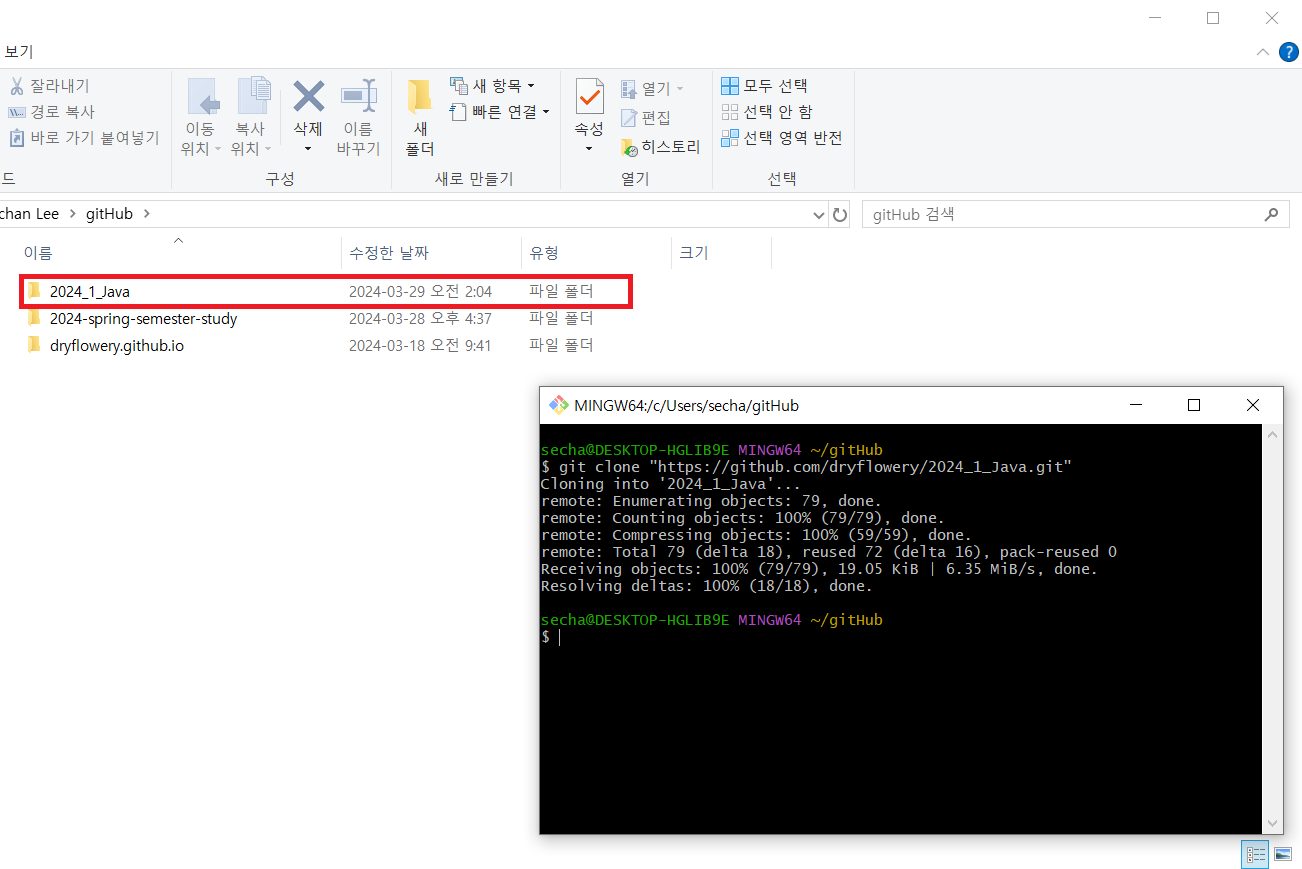 보기
?
잘라내기
경로 복사
바로 가기 붙여넣기
드
이동
위치
복사
위치
삭제
이름
바꾸기
구성
새
폴더
새 항목
빠른 연결
새로 만들기
속성
열기
편집
히스토리
열기
모두 선택
선택 안 함
선택 영역 반전
선택
chan Lee > gitHub >
gitHub 검색
이름 수정한 날짜 유형 크기
2024_1_Java 2024-03-29 오전 2:04 파일 폴더
2024-spring-semester-study 2024-03-28 오후 4:37 파일 폴더
dryflowery.github.io 2024-03-18 오전 9:41 파일 폴더
MINGW64:/c/Users/secha/gitHub
secha@DESKTOP-HGLIB9E MINGW64 ~/gitHub
$ git clone "https://github.com/dryflowery/2024_1_Java.git"
Cloning into '2024_1_Java'...
remote: Enumerating objects: 79, done.
remote: Counting objects: 100% (79/79), done.
remote: Compressing objects: 100% (59/59), done.
remote: Total 79 (delta 18), reused 72 (delta 16), pack-reused 0
Receiving objects: 100% (79/79), 19.05 KiB | 6.35 MiB/s, done.
Resolving deltas: 100% (18/18), done.
secha@DESKTOP-HGLIB9E MINGW64 ~/gitHub
$